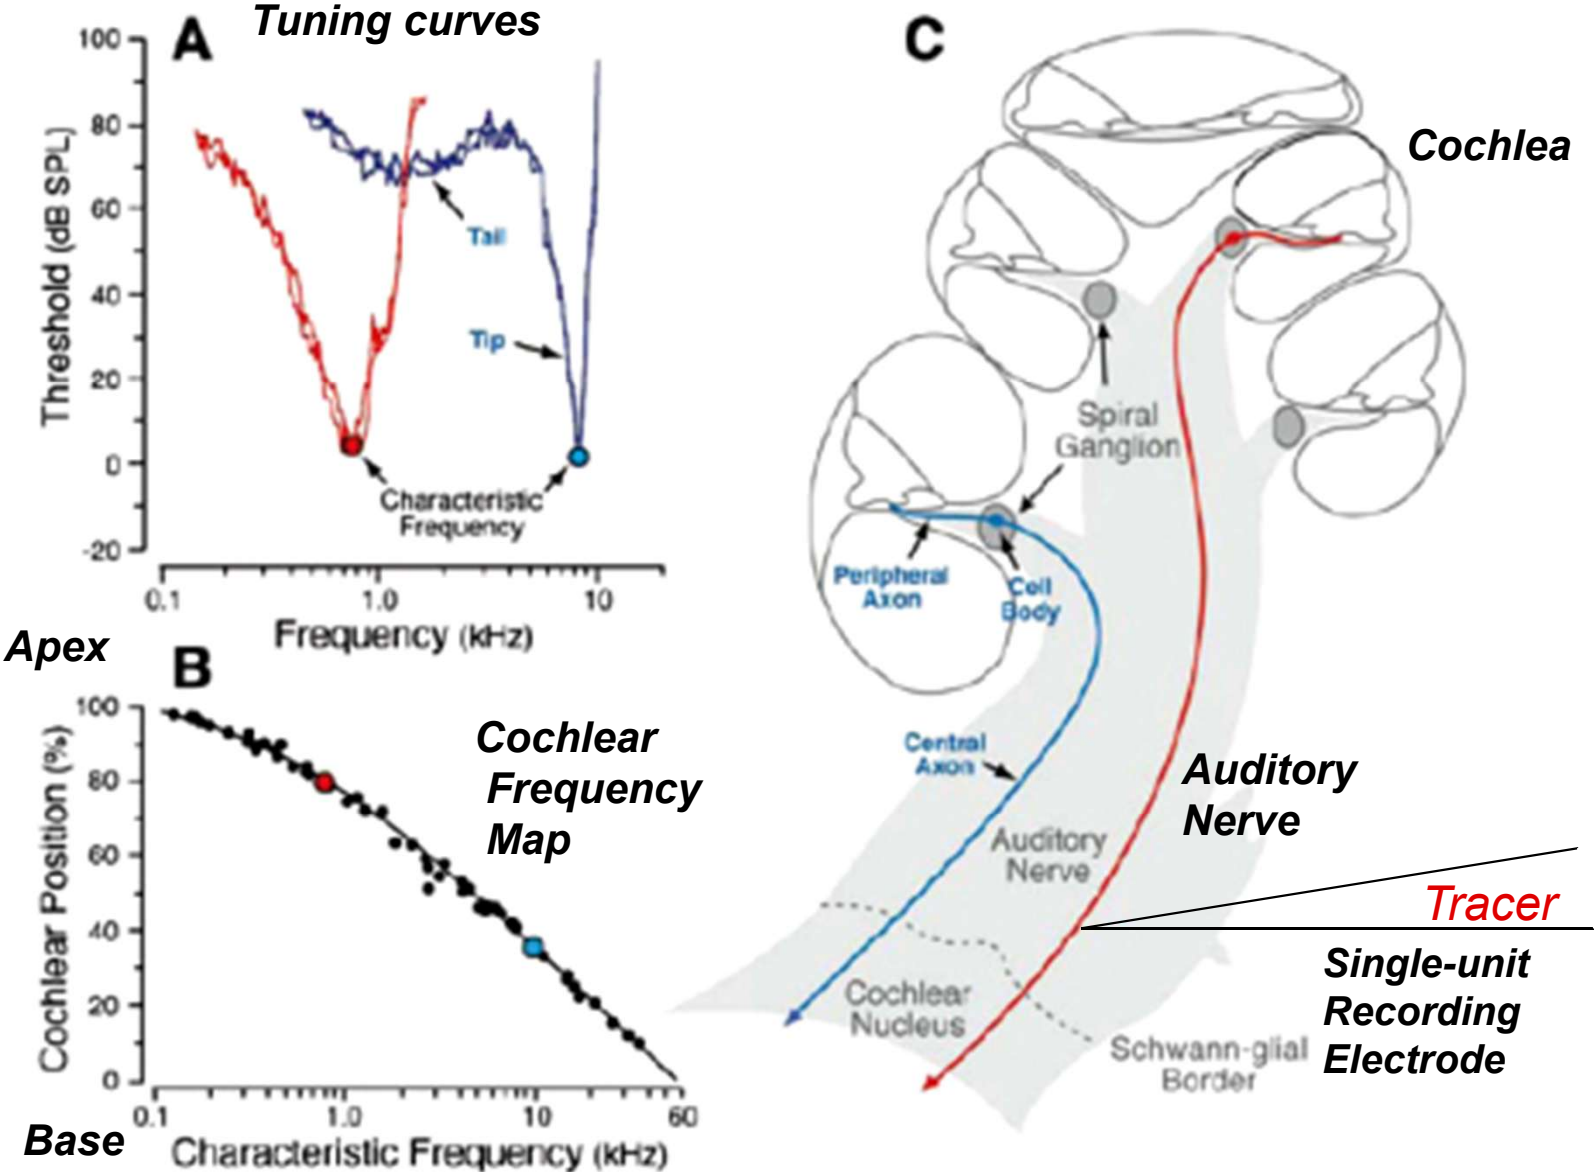 A
Tuning curves
Threshold (dB SPL)
100
80
60
40
20
0
-20
Tail
Tip
Characteristic
Frequency
0.1
1.0
10
Frequency (kHz)
Apex
B
Cochlear Position (%)
100
80
60
40
20
0
Cochlear
Frequency
Map
0.1
1.0
10
60
Base
Characteristic Frequency (kHz)
C
Cochlea
Spiral
Ganglion
Peripheral
Axon
Cell
Body
Central
Axon
Auditory
Nerve
Auditory
Nerve
Tracer
Single-unit
Recording
Electrode
Cochlear
Nucleus
Schwann-glial
Border